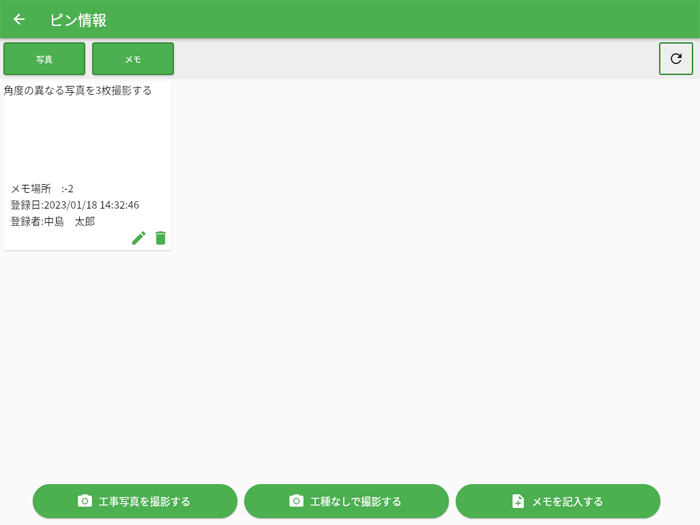 ピン情報
写真
メモ
角度の異なる写真を3枚撮影する
メモ場所　:-2
登録日:2023/01/18 14:32:46
登録者:中島　太郎
工事写真を撮影する
工種なしで撮影する
メモを記入する